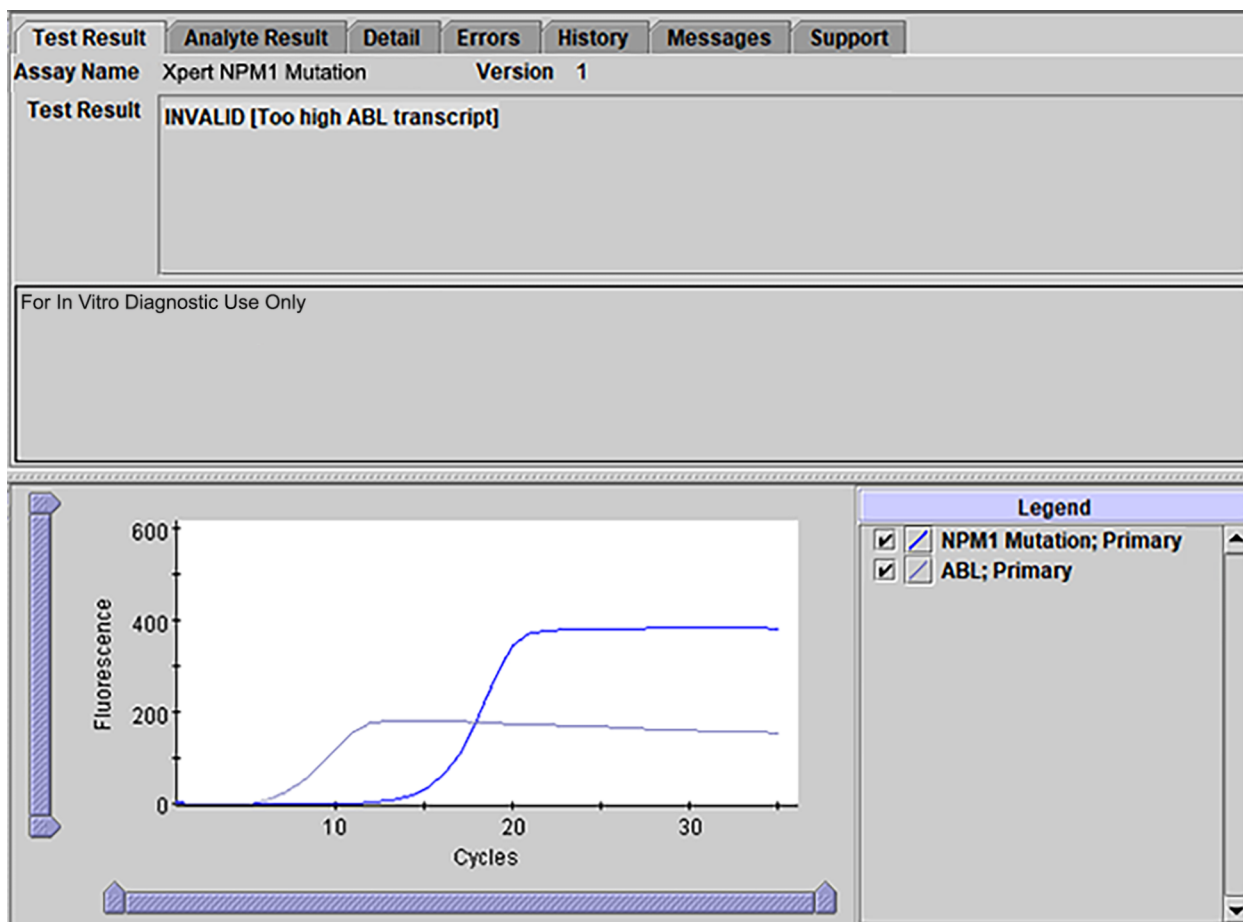 Test Result Analyte Result Detail Errors History Messages Support
Assay Name Xpert NPM1 Mutation Version 1
Test Result INVALID [Too high ABL transcript]
For In Vitro Diagnostic Use Only
Legend
NPM1 Mutation; Primary
ABL; Primary
600
400
200
0
Fluorescence
10 20 30
Cycles